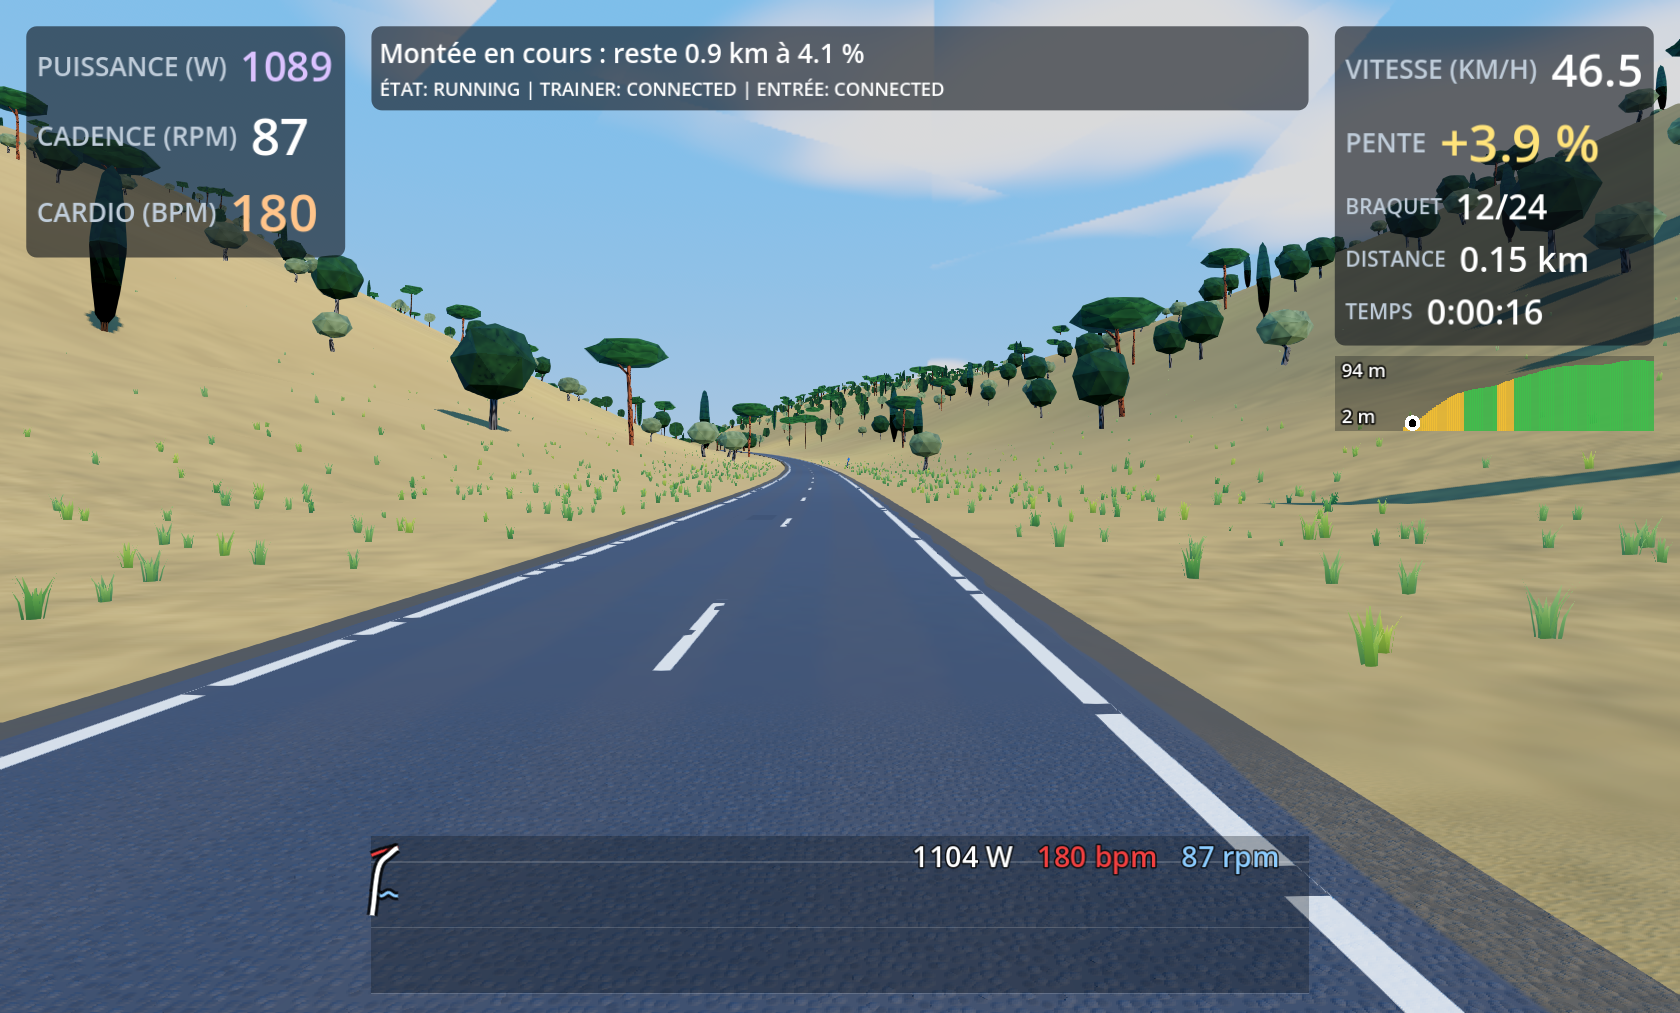 PUISSANCE (W) 1089
CADENCE (RPM) 87
CARDIO (BPM) 180
Montée en cours : reste 0.9 km à 4.1 %
ÉTAT: RUNNING | TRAINER: CONNECTED | ENTRÉE: CONNECTED
VITESSE (KM/H) 46.5
PENTE +3.9 %
BRAQUET 12/24
DISTANCE 0.15 km
TEMPS 0:00:16
94 m
2 m
1104 W 180 bpm 87 rpm